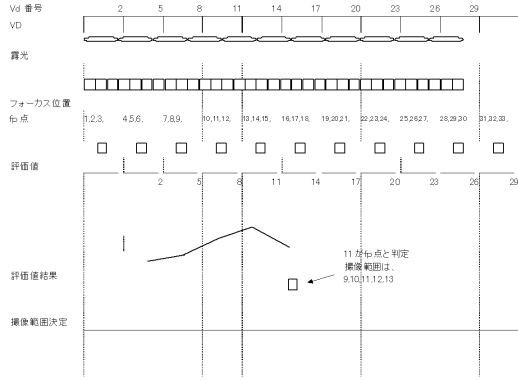 Vd 番号 2 5 8 11 14 17 20 23 26 29
VD
露光
フォーカス位置
fp 点 1,2,3, 4,5,6, 7,8,9, 10,11,12, 13,14,15, 16,17,18, 19,20,21, 22,23,24, 25,26,27, 28,29,30 31,32,33,
評価値
2 5 8 11 14 17 20 23 26 29
11 が fp 点と判定
撮像範囲は、
9,10,11,12,13
評価値結果
撮像範囲決定